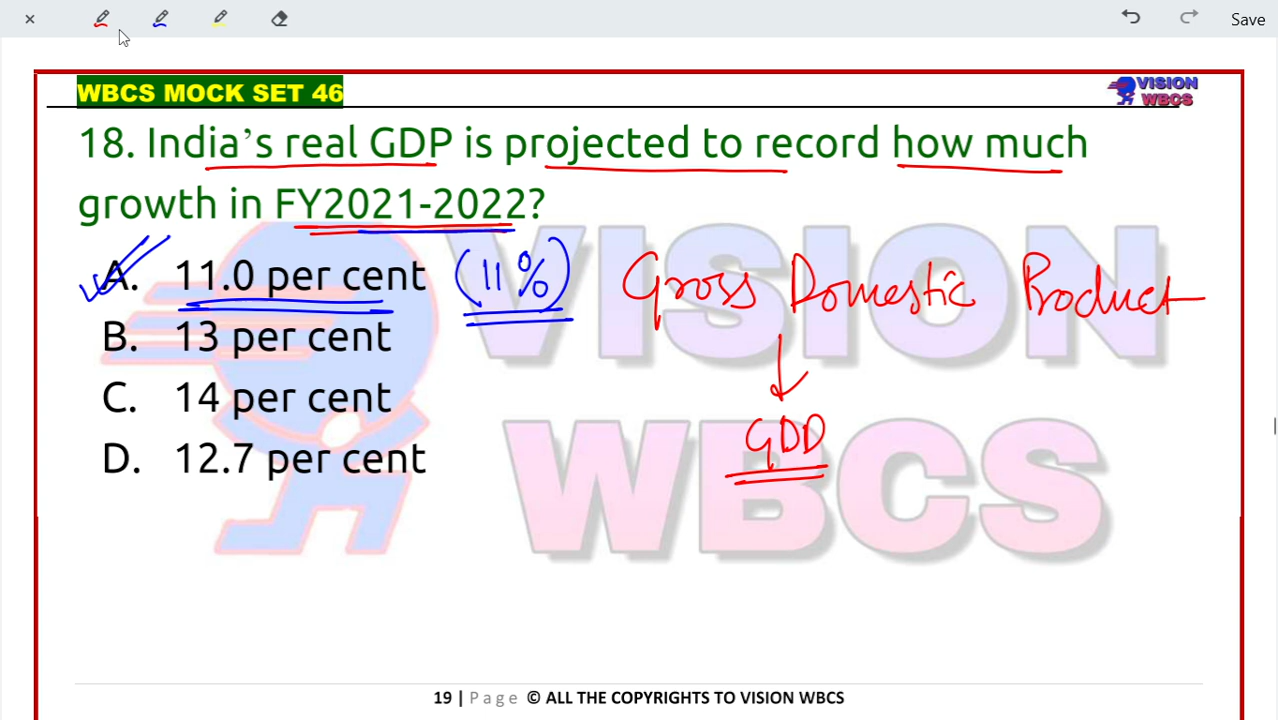 Save
WBCS MOCK SET 46
VISION
WBCS
18. India's real GDP is projected to record how much
growth in FY2021-2022?
A. 11.0 per cent (11%)
Gross Domestic Product
B. 13 per cent
C. 14 per cent
GDD
D. 12.7 per cent
VISION
WBCS
19 | Page © ALL THE COPYRIGHTS TO VISION WBCS